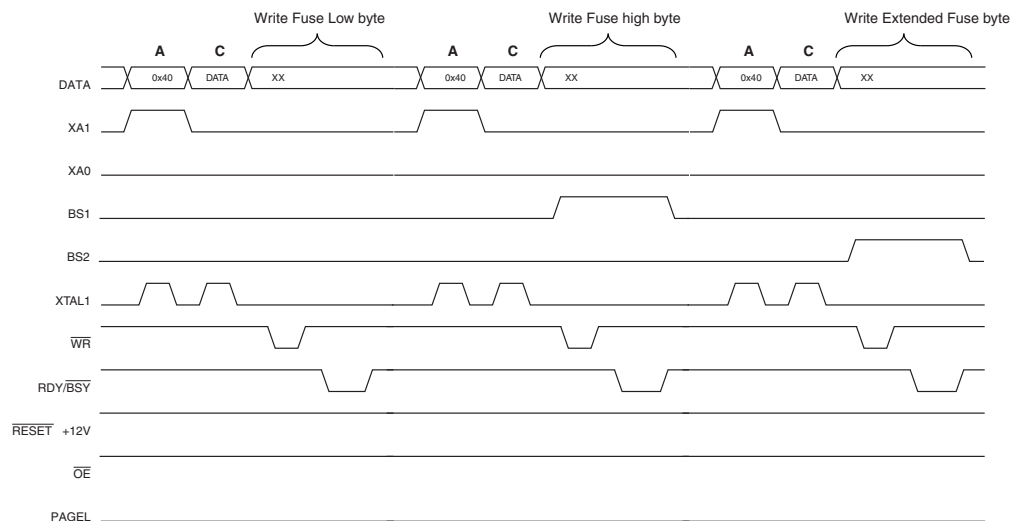 Write Fuse Low byte Write Fuse high byte Write Extended Fuse byte
A C A C A C
DATA 0x40 DATA XX 0x40 DATA XX 0x40 DATA XX
XA1
XA0
BS1
BS2
XTAL1
WR
RDY/BSY
RESET +12V
OE
PAGEL